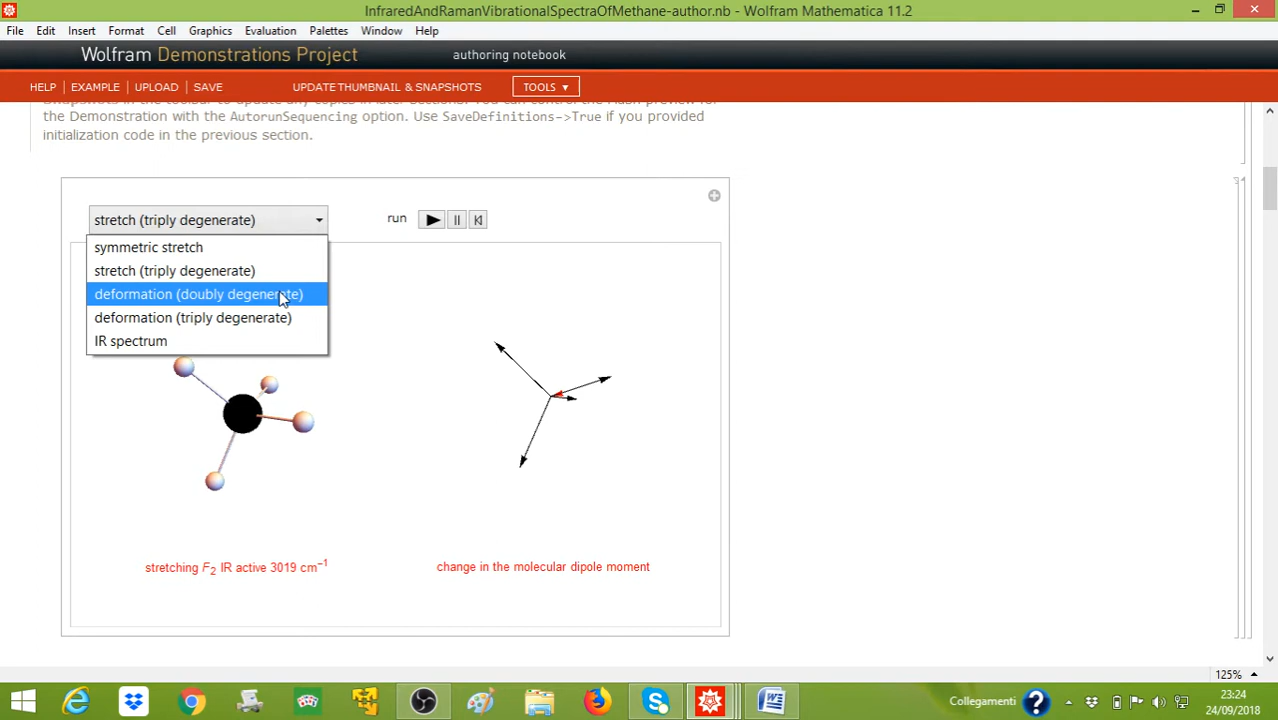 InfraredAndRamanVibrationalSpectraOfMethane-author.nb - Wolfram Mathematica 11.2
File Edit Insert Format Cell Graphics Evaluation Palettes Window Help
Wolfram Demonstrations Project authoring notebook
HELP | EXAMPLE | UPLOAD | SAVE UPDATE THUMBNAIL & SNAPSHOTS TOOLS
the Demonstration with the AutorunSequencing option. Use SaveDefinitions->True if you provided
initialization code in the previous section.
stretch (triply degenerate) run
symmetric stretch
stretch (triply degenerate)
deformation (doubly degenerate)
deformation (triply degenerate)
IR spectrum
stretching F₂ IR active 3019 cm⁻¹ change in the molecular dipole moment
125%
Collegamenti
23:24
24/09/2018